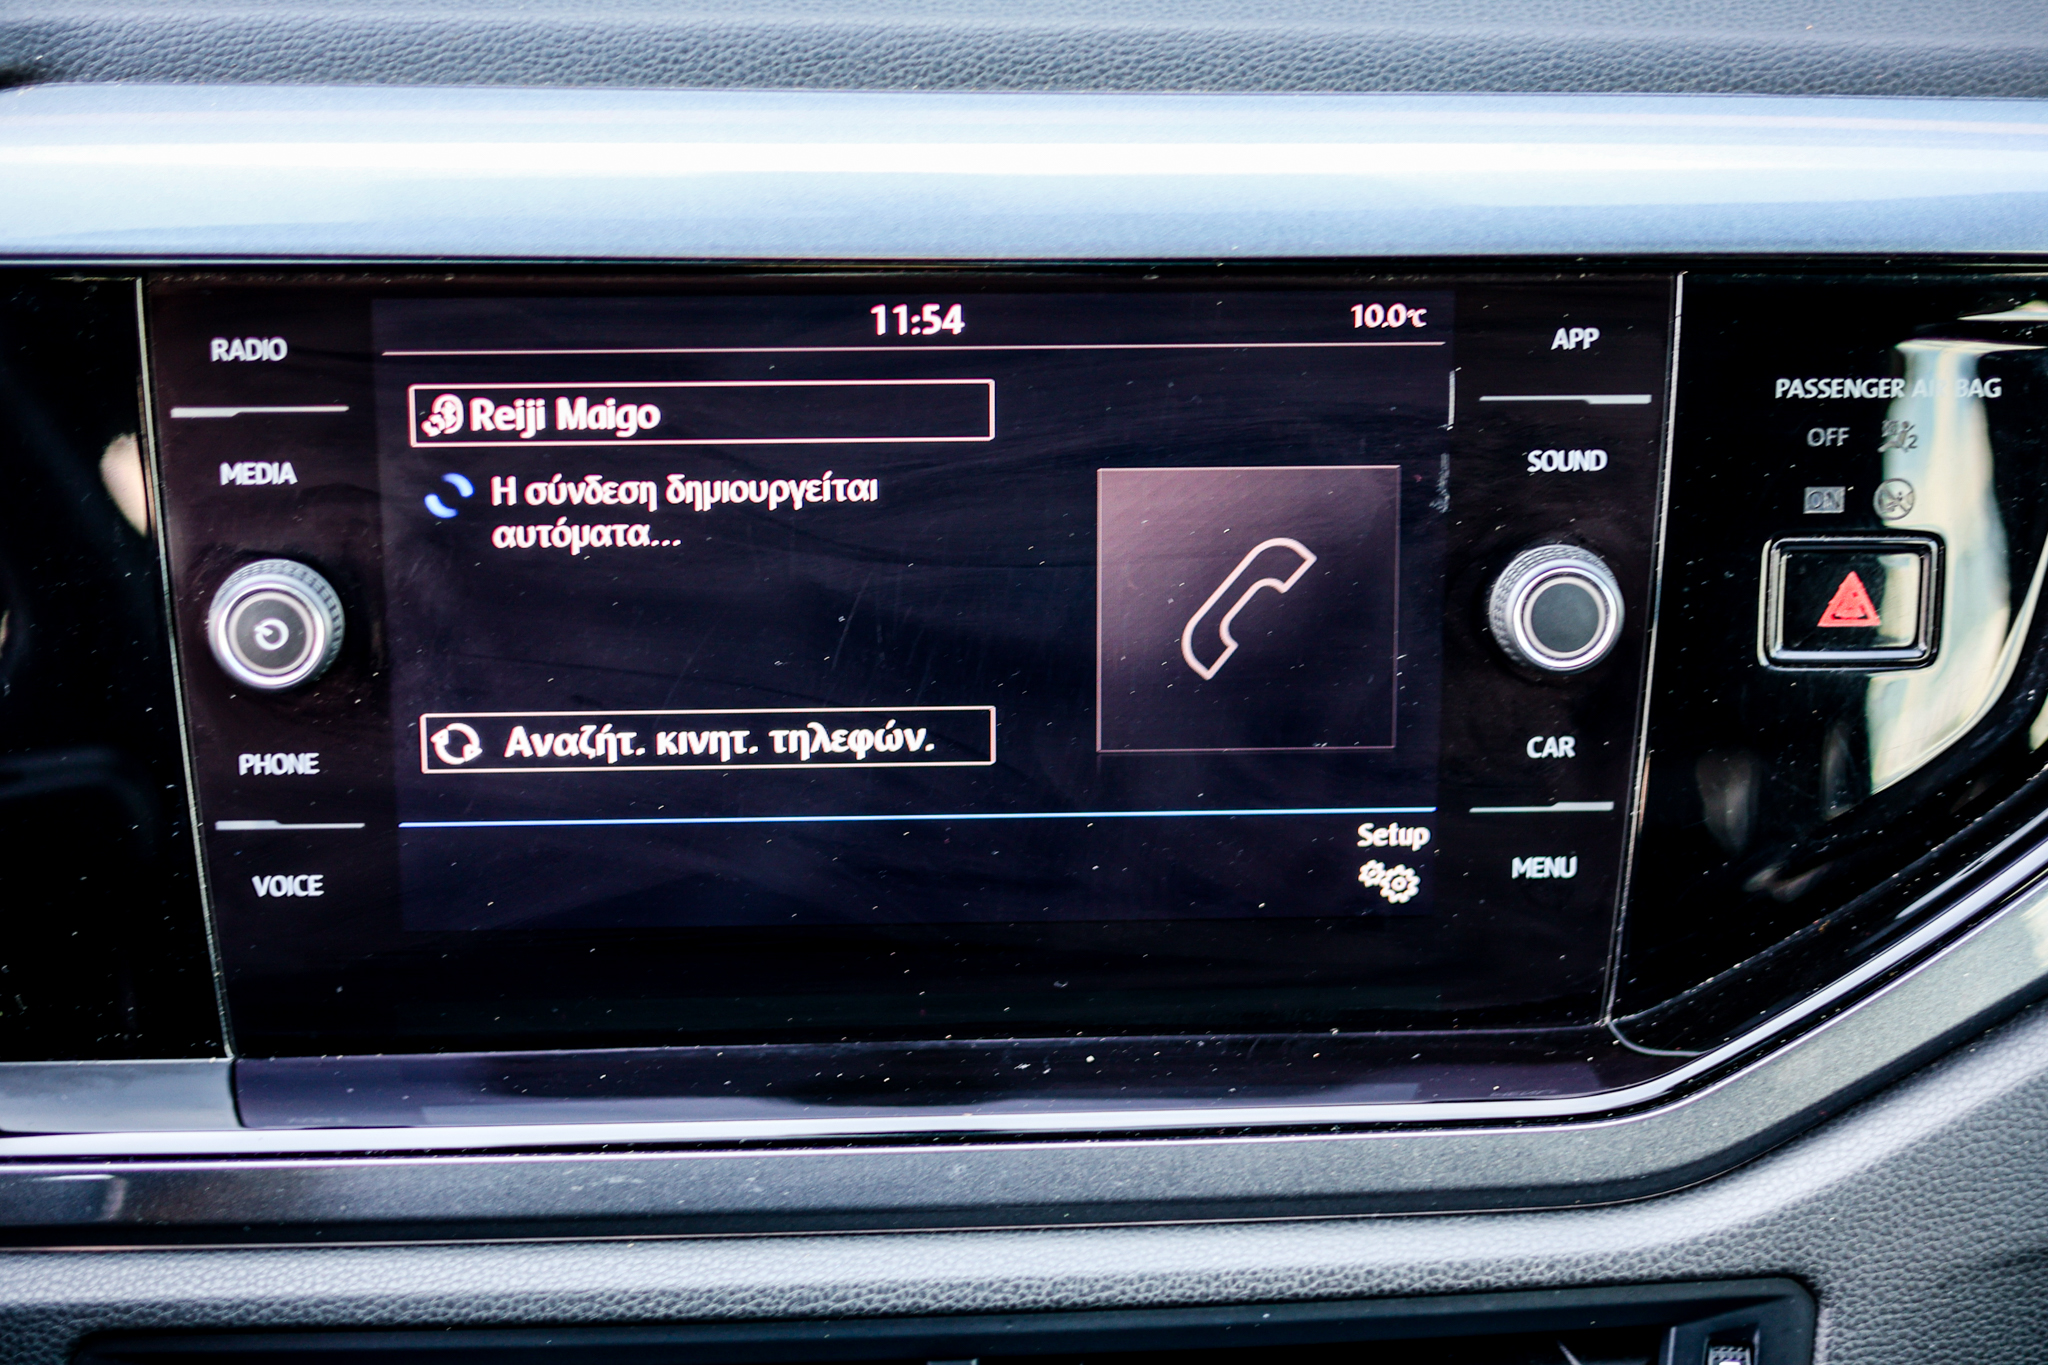 11:54
10.0°C
RADIO
APP
PASSENGER AIRBAG
Reiji Maigo
OFF
MEDIA
SOUND
Η σύνδεση δημιουργείται
αυτόματα...
ON
Αναζήτ. κινητ. τηλεφών.
PHONE
CAR
Setup
VOICE
MENU